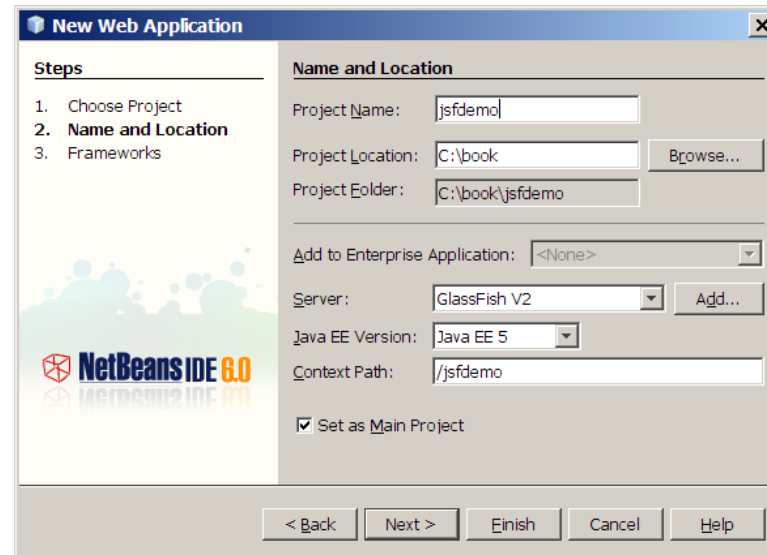 New Web Application
Steps
1. Choose Project
2. Name and Location
3. Frameworks
NetBeans IDE 6.0
Name and Location
Project Name: jsfdemo
Project Location: C:\book Browse...
Project Folder: C:\book\jsfdemo
Add to Enterprise Application: <None>
Server: GlassFish V2 Add...
Java EE Version: Java EE 5
Context Path: /jsfdemo
Set as Main Project
< Back Next > Finish Cancel Help